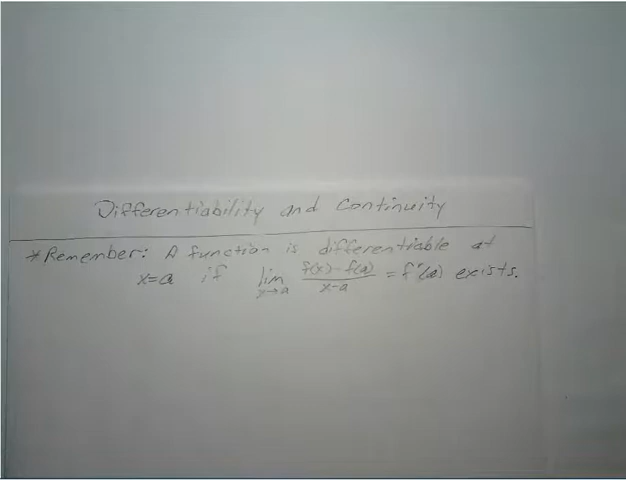 Differentiability and Continuity
*Remember: A function is differentiable at
x=a if lim x→a (f(x)-f(a))/(x-a) = f'(a) exists.